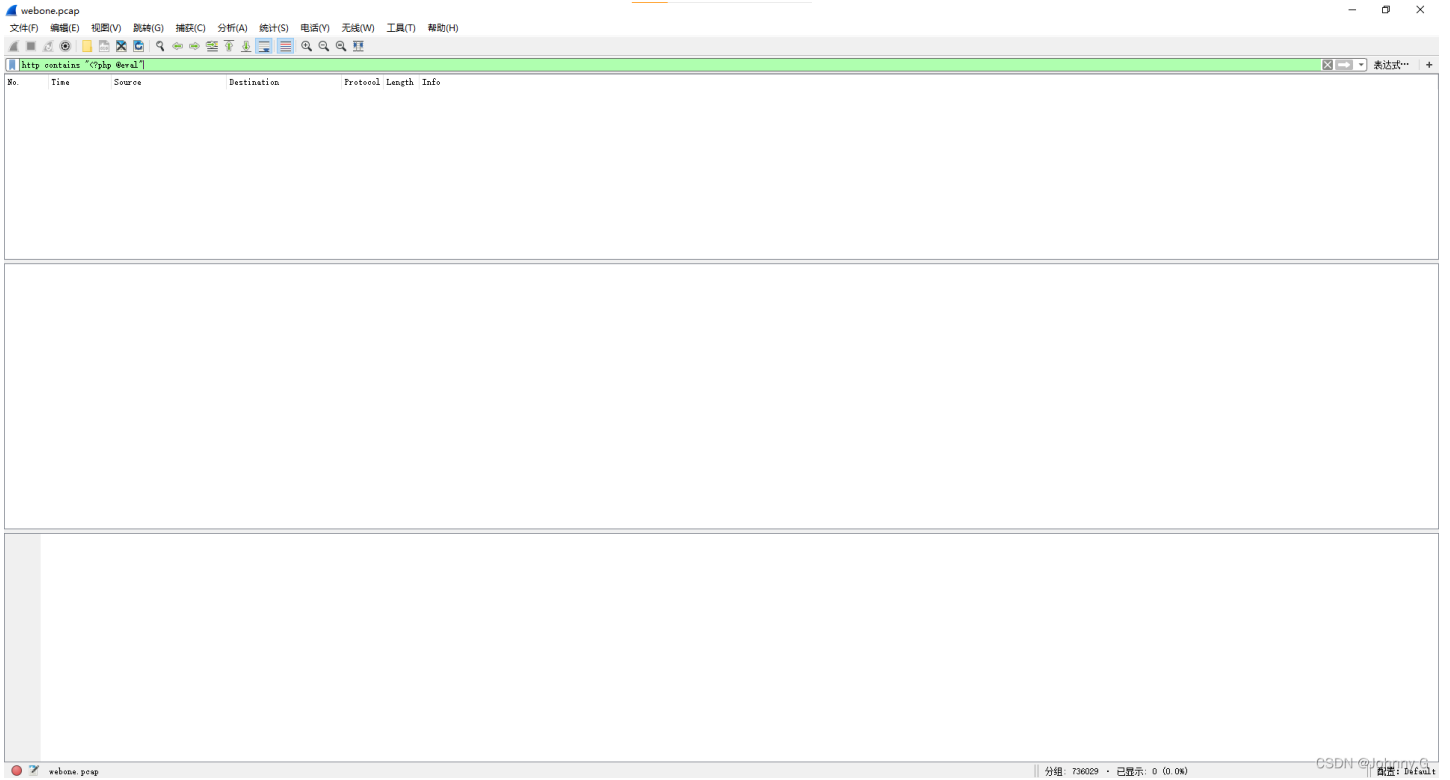 webone.pcap
文件(F) 编辑(E) 视图(V) 跳转(G) 捕获(C) 分析(A) 统计(S) 电话(Y) 无线(W) 工具(T) 帮助(H)
http contains "<?php @eval" 表达式… +
No. Time Source Destination Protocol Length Info
webone.pcap 分组: 736029 · 已显示: 0 (0.0%) 配置: Default
CSDN @Johnny_G